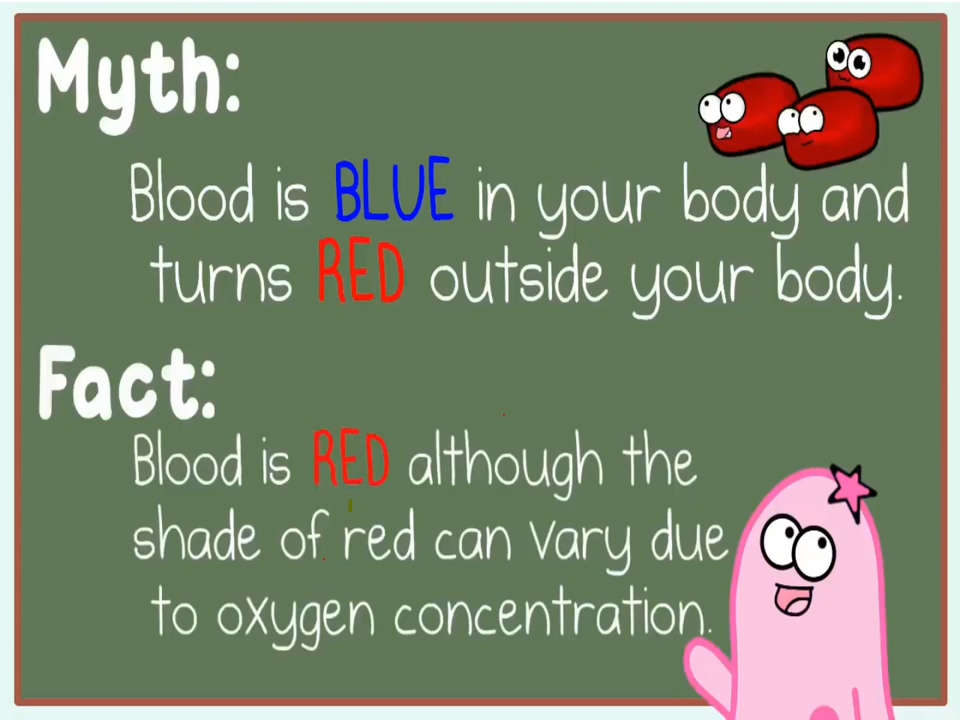 Myth:
Blood is BLUE in your body and
turns RED outside your body.
Fact:
Blood is RED although the
shade of red can vary due
to oxygen concentration.